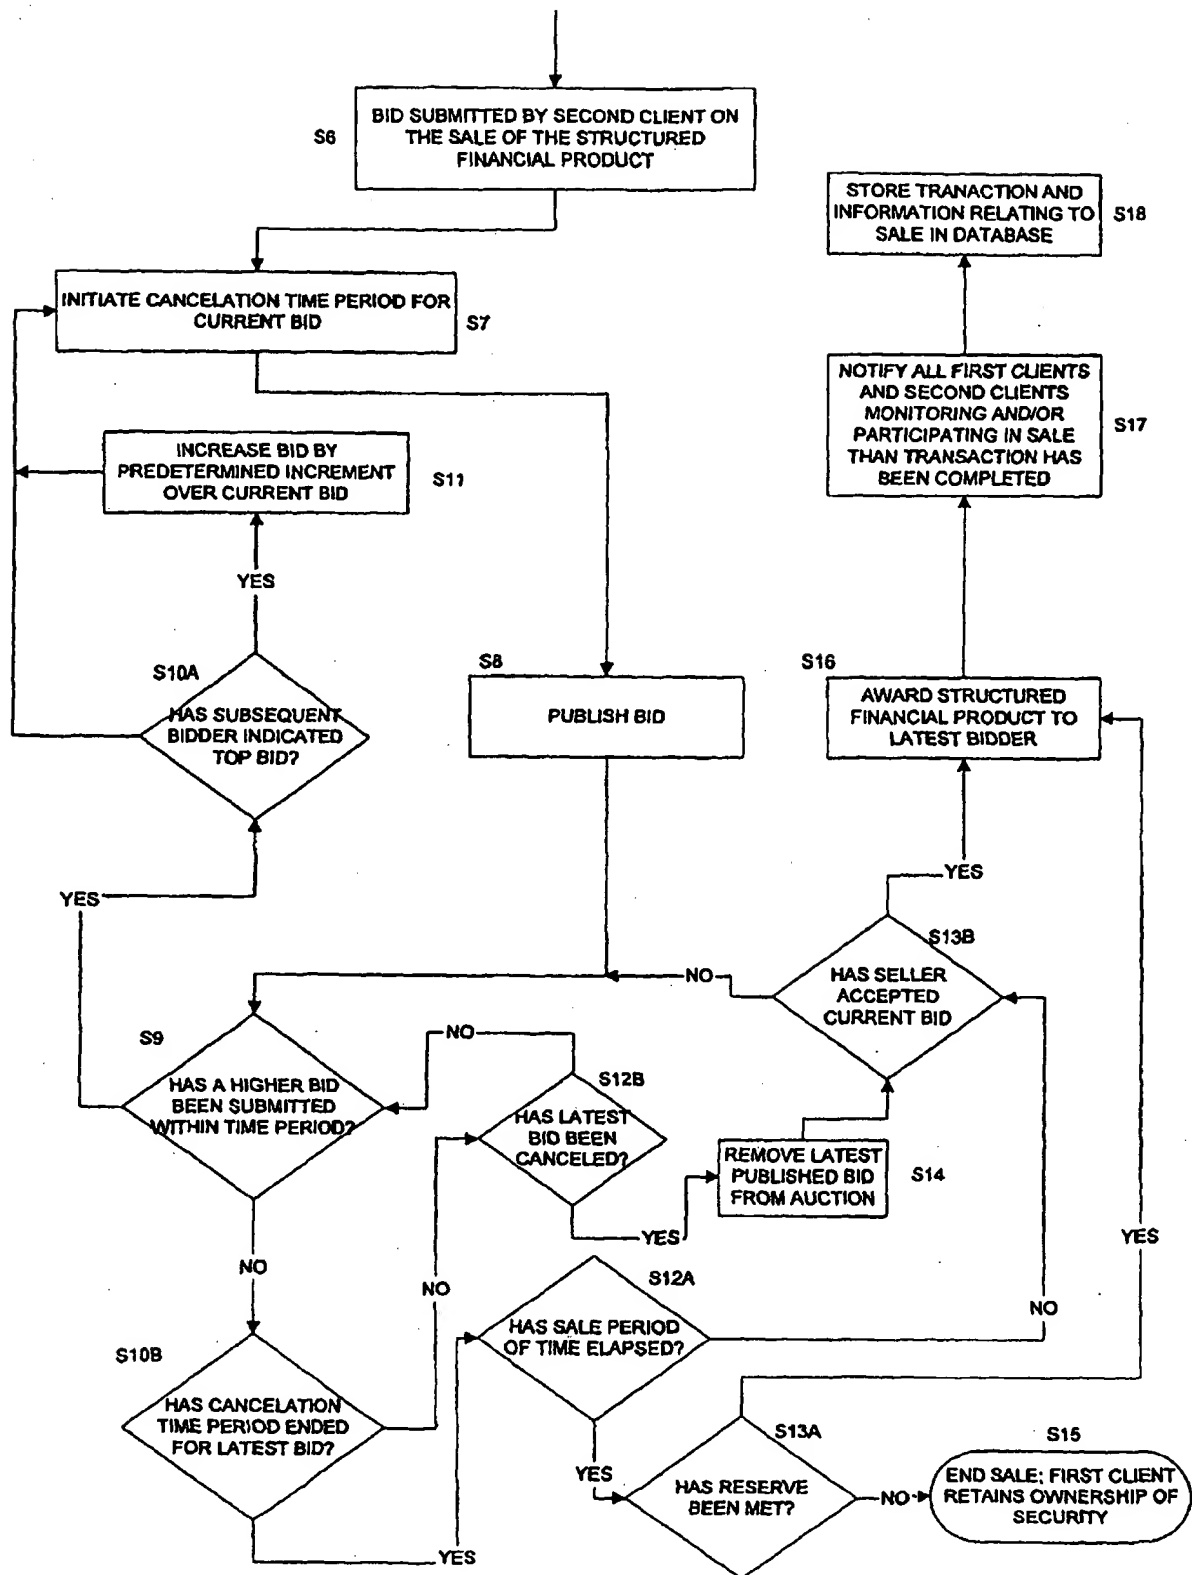 BID SUBMITTED BY SECOND CLIENT ON
THE SALE OF THE STRUCTURED
FINANCIAL PRODUCT
S6
STORE TRANACTION AND
INFORMATION RELATING TO
SALE IN DATABASE
S18
INITIATE CANCELATION TIME PERIOD FOR
CURRENT BID
S7
NOTIFY ALL FIRST CLIENTS
AND SECOND CLIENTS
MONITORING AND/OR
PARTICIPATING IN SALE
THAN TRANSACTION HAS
BEEN COMPLETED
S17
INCREASE BID BY
PREDETERMINED INCREMENT
OVER CURRENT BID
S11
YES
S10A
HAS SUBSEQUENT
BIDDER INDICATED
TOP BID?
S8
PUBLISH BID
S16
AWARD STRUCTURED
FINANCIAL PRODUCT TO
LATEST BIDDER
YES
YES
S13B
HAS SELLER
ACCEPTED
CURRENT BID
NO
S9
HAS A HIGHER BID
BEEN SUBMITTED
WITHIN TIME PERIOD?
NO
S12B
HAS LATEST
BID BEEN
CANCELED?
REMOVE LATEST
PUBLISHED BID
FROM AUCTION
S14
YES
YES
NO
NO
S12A
HAS SALE PERIOD
OF TIME ELAPSED?
NO
S10B
HAS CANCELATION
TIME PERIOD ENDED
FOR LATEST BID?
YES
YES
S13A
HAS RESERVE
BEEN MET?
NO
S15
END SALE; FIRST CLIENT
RETAINS OWNERSHIP OF
SECURITY